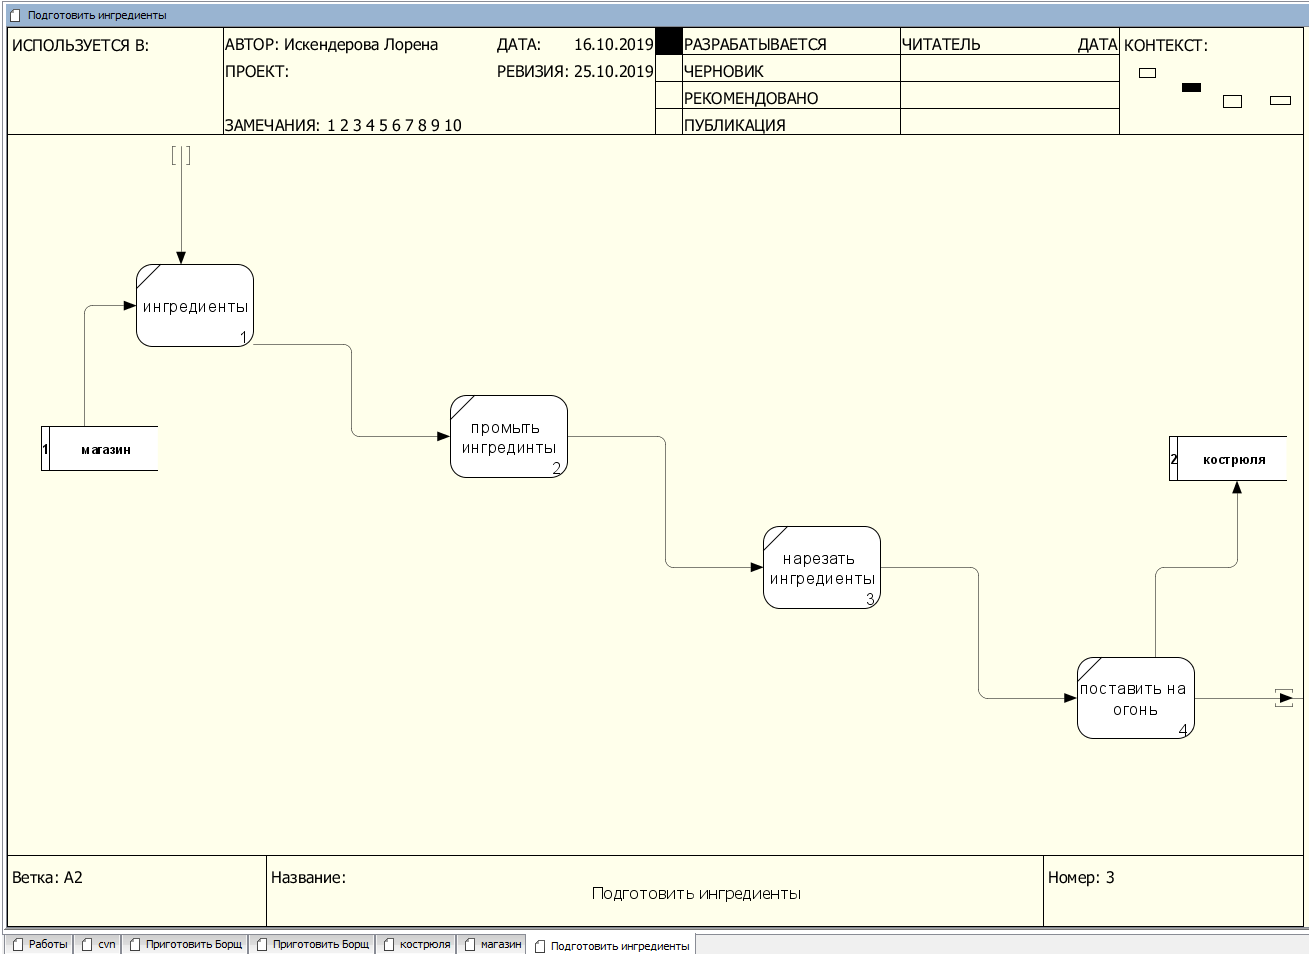 Подготовить ингредиенты
ИСПОЛЬЗУЕТСЯ В:
АВТОР: Искендерова Лорена
ДАТА: 16.10.2019
ПРОЕКТ:
РЕВИЗИЯ: 25.10.2019
ЗАМЕЧАНИЯ: 1 2 3 4 5 6 7 8 9 10
РАЗРАБАТЫВАЕТСЯ
ЧЕРНОВИК
РЕКОМЕНДОВАНО
ПУБЛИКАЦИЯ
ЧИТАТЕЛЬ
ДАТА
КОНТЕКСТ:
ингредиенты
1
1
магазин
промыть
ингрединты
2
нарезать
ингредиенты
3
2
кострюля
поставить на
огонь
4
Ветка: A2
Название:
Подготовить ингредиенты
Номер: 3
Работы
cvn
Приготовить Борщ
Приготовить Борщ
кострюля
магазин
Подготовить ингредиенты